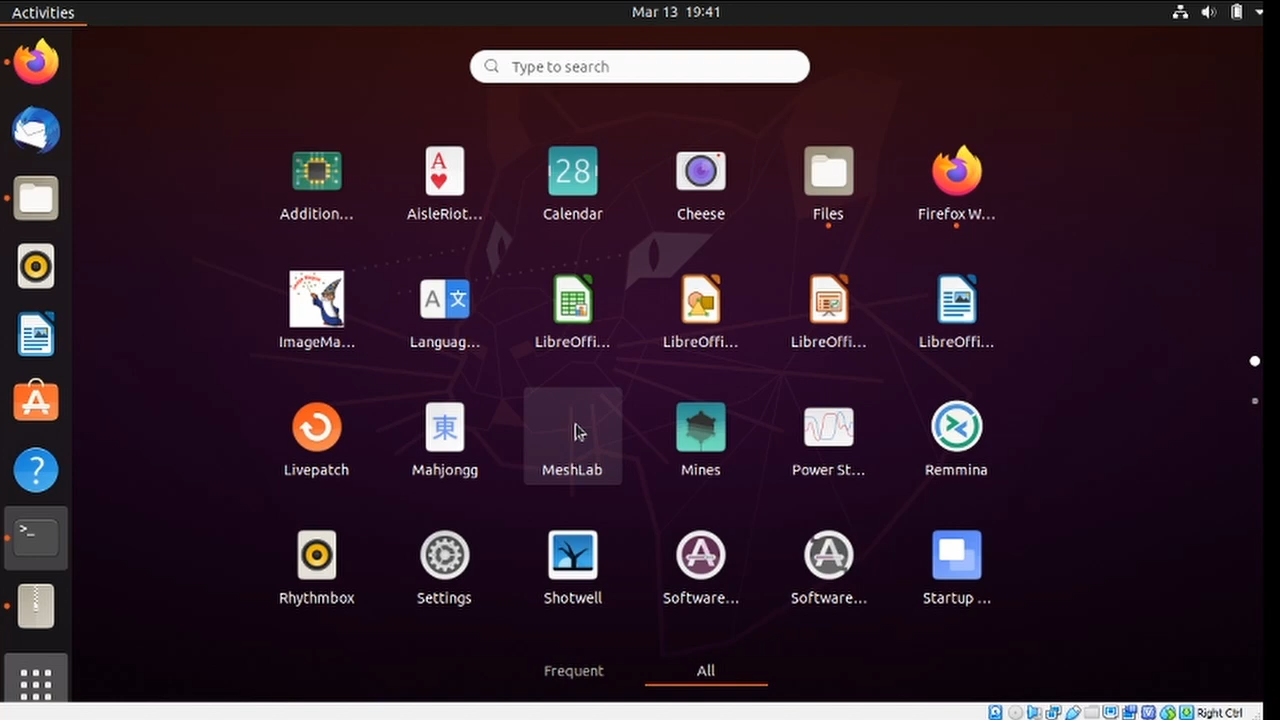 Activities
Mar 13 19:41
Type to search
28
A
Addition...
AisleRiot...
Calendar
Cheese
Files
Firefox W...
A 文
ImageMa...
Languag...
LibreOffi...
LibreOffi...
LibreOffi...
LibreOffi...
東
Livepatch
Mahjongg
MeshLab
Mines
Power St...
Remmina
>_
Rhythmbox
Settings
Shotwell
Software...
Software...
Startup ...
Frequent
All
Right Ctrl